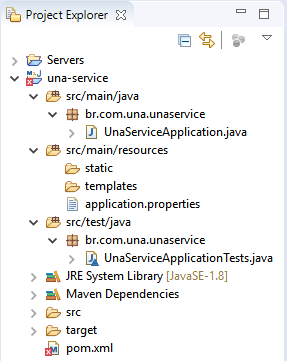 Project Explorer
Servers
una-service
src/main/java
br.com.una.unaservice
UnaServiceApplication.java
src/main/resources
static
templates
application.properties
src/test/java
br.com.una.unaservice
UnaServiceApplicationTests.java
JRE System Library [JavaSE-1.8]
Maven Dependencies
src
target
pom.xml